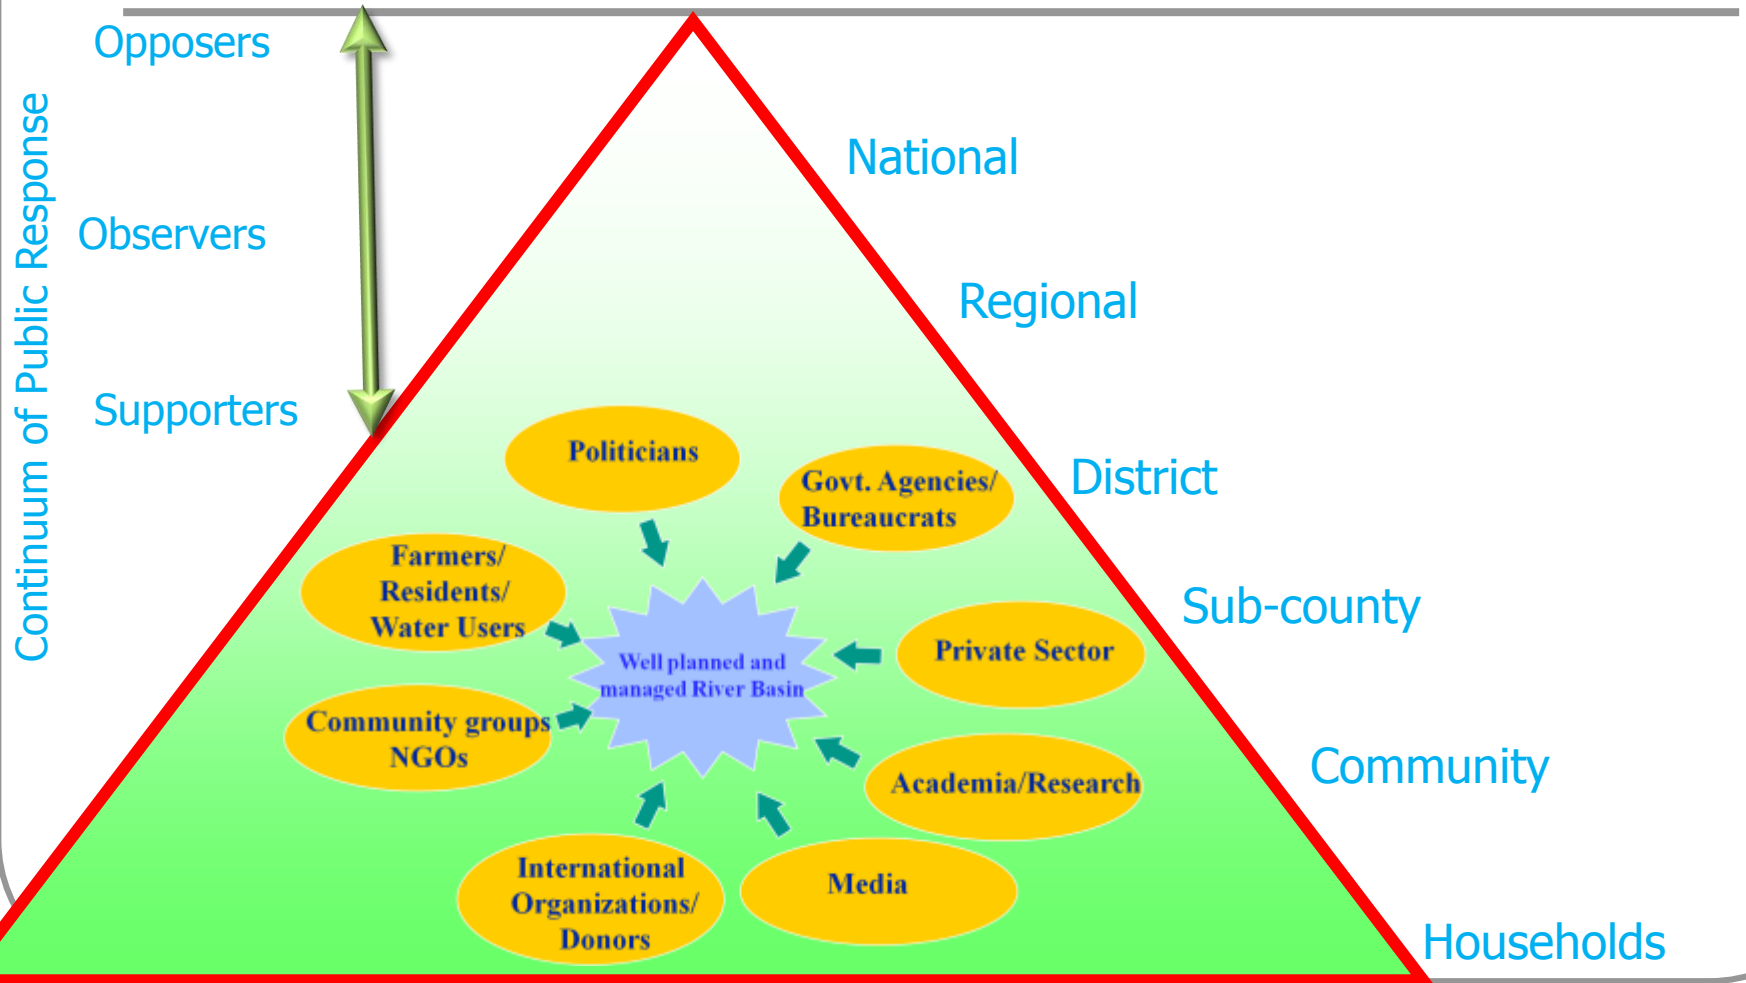 Continuum of Public Response
Opposers
Observers
Supporters
National
Regional
District
Sub-county
Community
Households
Politicians
Govt. Agencies/
Bureaucrats
Farmers/
Residents/
Water Users
Private Sector
Well planned and
managed River Basin
Community groups
NGOs
Academia/Research
International
Organizations/
Donors
Media